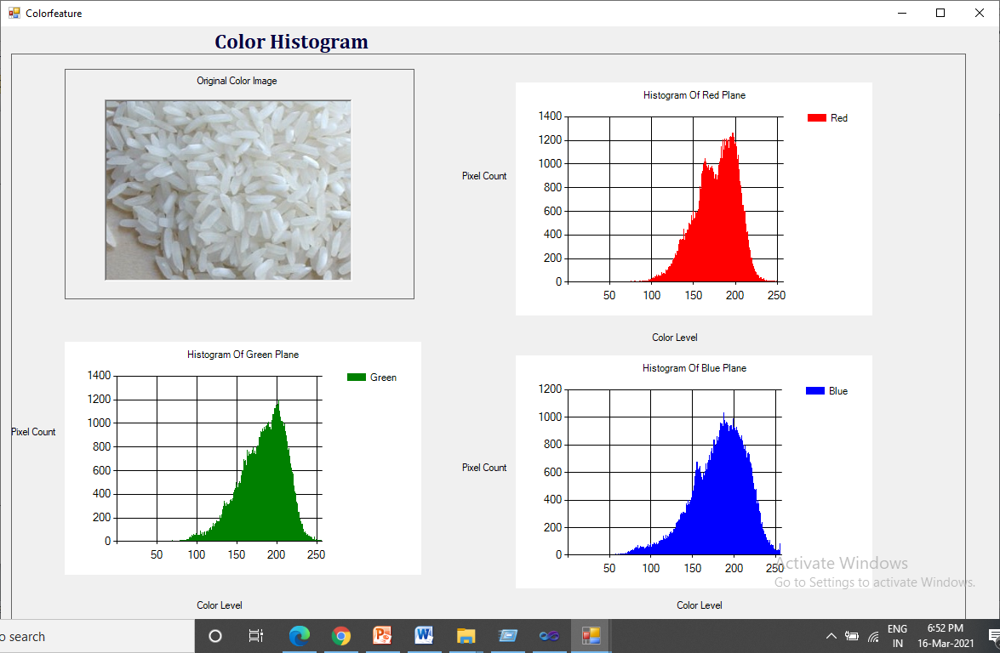 Colorfeature
Color Histogram
Original Color Image
Histogram Of Red Plane
Red
1400
1200
1000
800
600
400
200
0
Pixel Count
50 100 150 200 250
Color Level
Histogram Of Green Plane
Green
1400
1200
1000
800
600
400
200
0
Pixel Count
50 100 150 200 250
Color Level
Histogram Of Blue Plane
Blue
1200
1000
800
600
400
200
0
Pixel Count
50 100 150 200 250
Color Level
Activate Windows
Go to Settings to activate Windows.
o search
ENG
IN
6:52 PM
16-Mar-2021